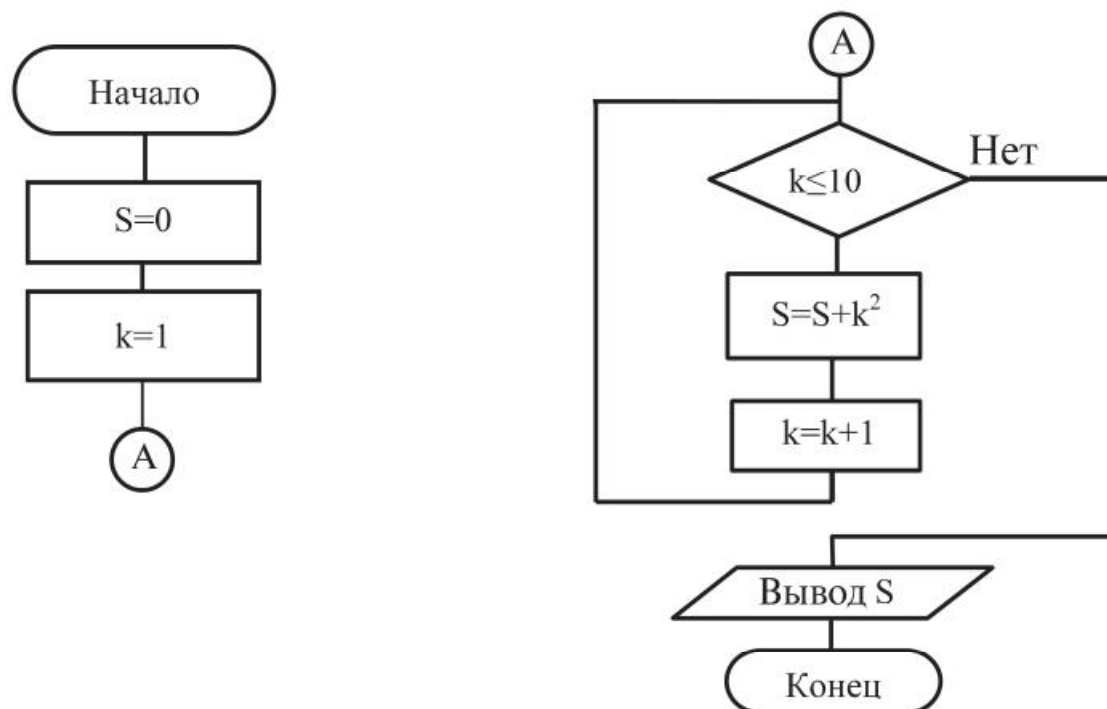 Начало
S=0
k=1
А
А
k≤10
Нет
S=S+k²
k=k+1
Вывод S
Конец